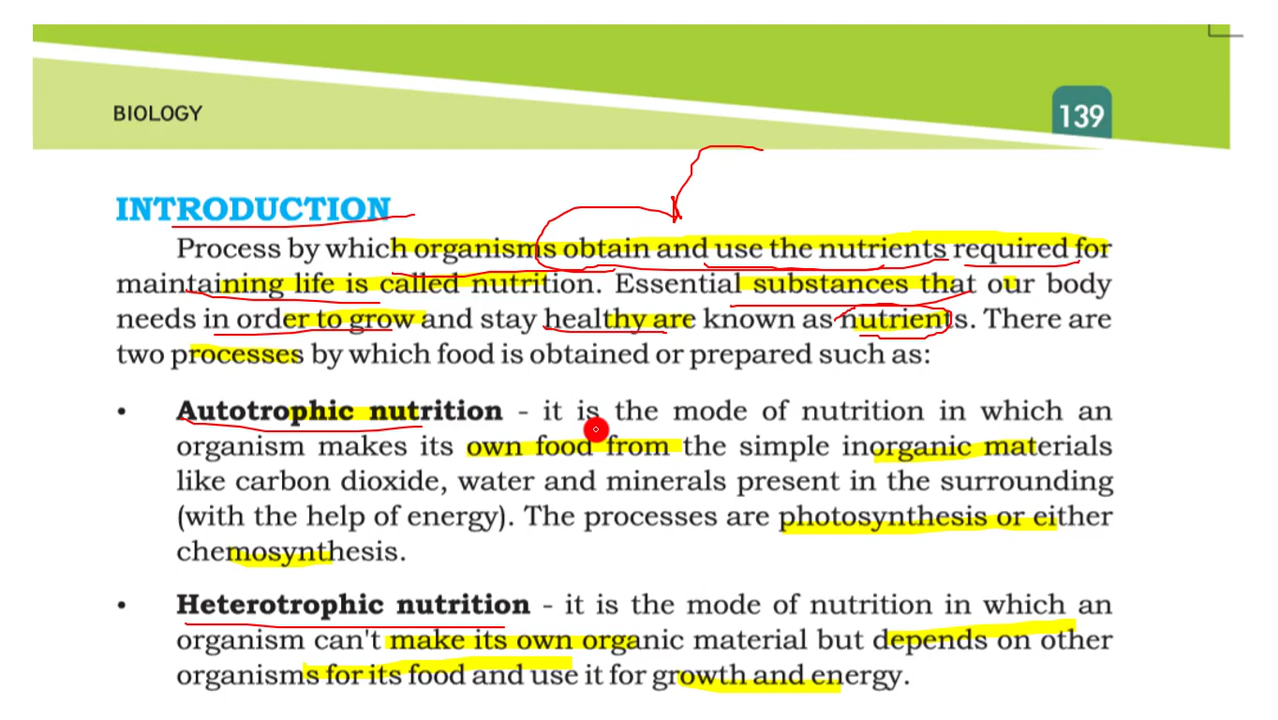 BIOLOGY
139
INTRODUCTION
Process by which organisms obtain and use the nutrients required for
maintaining life is called nutrition. Essential substances that our body
needs in order to grow and stay healthy are known as nutrients. There are
two processes by which food is obtained or prepared such as:
• Autotrophic nutrition - it is the mode of nutrition in which an
organism makes its own food from the simple inorganic materials
like carbon dioxide, water and minerals present in the surrounding
(with the help of energy). The processes are photosynthesis or either
chemosynthesis.
• Heterotrophic nutrition - it is the mode of nutrition in which an
organism can't make its own organic material but depends on other
organisms for its food and use it for growth and energy.